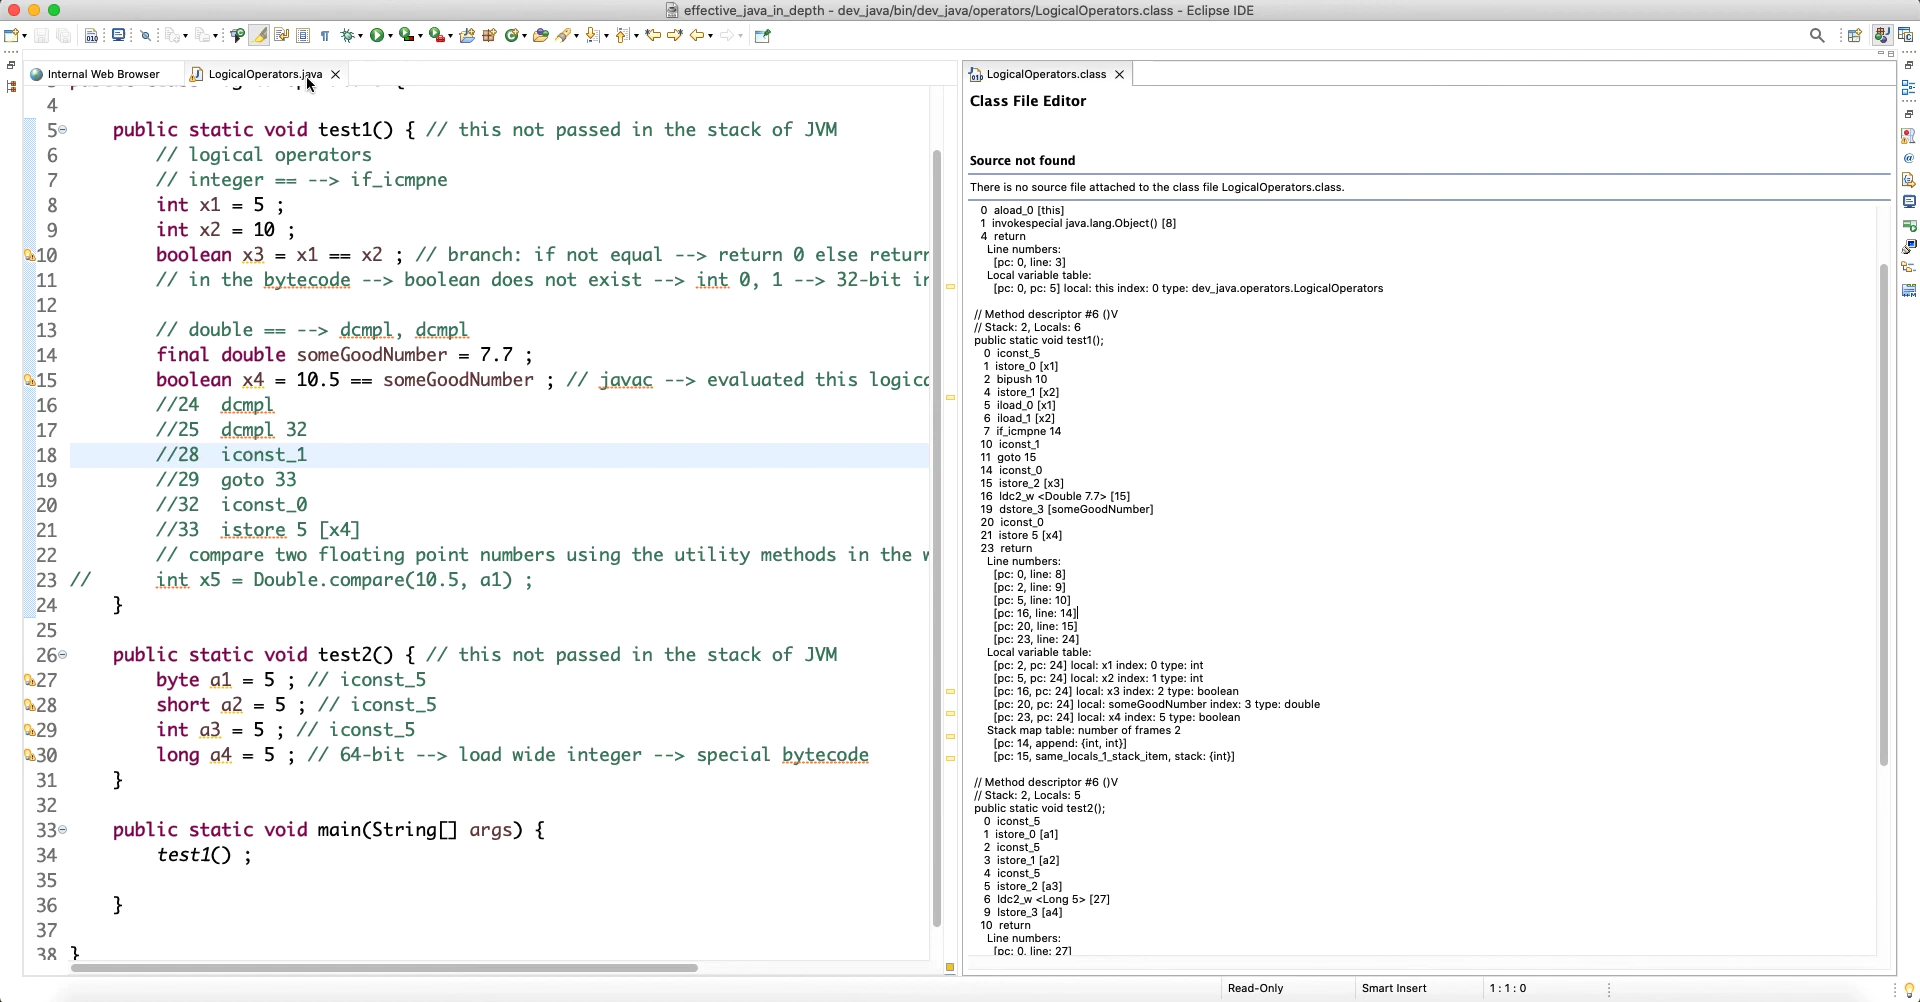 effective_java_in_depth - dev_java/bin/dev_java/operators/LogicalOperators.class - Eclipse IDE
Internal Web Browser
LogicalOperators.java
4
5 public static void test1() { // this not passed in the stack of JVM
6 // logical operators
7 // integer == --> if_icmpne
8 int x1 = 5 ;
9 int x2 = 10 ;
10 boolean x3 = x1 == x2 ; // branch: if not equal --> return 0 else return
11 // in the bytecode --> boolean does not exist --> int 0, 1 --> 32-bit
12
13 // double == --> dcmpl, dcmpl
14 final double someGoodNumber = 7.7 ;
15 boolean x4 = 10.5 == someGoodNumber ; // javac --> evaluated this
16 //24 dcmpl
17 //25 dcmpl 32
18 //28 iconst_1
19 //29 goto 33
20 //32 iconst_0
21 //33 istore 5 [x4]
22 // compare two floating point numbers using the utility methods in the
23 // int x5 = Double.compare(10.5, a1) ;
24 }
25
26 public static void test2() { // this not passed in the stack of JVM
27 byte a1 = 5 ; // iconst_5
28 short a2 = 5 ; // iconst_5
29 int a3 = 5 ; // iconst_5
30 long a4 = 5 ; // 64-bit --> load wide integer --> special bytecode
31 }
32
33 public static void main(String[] args) {
34 test1() ;
35
36 }
37
38 }
LogicalOperators.class
Class File Editor
Source not found
There is no source file attached to the class file LogicalOperators.class.
0 aload_0 [this]
1 invokespecial java.lang.Object() [8]
4 return
Line numbers:
[pc: 0, line: 3]
Local variable table:
[pc: 0, pc: 5] local: this index: 0 type: dev_java.operators.LogicalOperators
// Method descriptor #6 ()V
// Stack: 2, Locals: 6
public static void test1();
0 iconst_5
1 istore_0 [x1]
2 bipush 10
4 istore_1 [x2]
5 iload_0 [x1]
6 iload_1 [x2]
7 if_icmpne 14
10 iconst_1
11 goto 15
14 iconst_0
15 istore_2 [x3]
16 ldc2_w <Double 7.7> [15]
19 dstore_3 [someGoodNumber]
20 iconst_0
21 istore 5 [x4]
23 return
Line numbers:
[pc: 0, line: 8]
[pc: 2, line: 9]
[pc: 5, line: 10]
[pc: 16, line: 14]
[pc: 20, line: 15]
[pc: 23, line: 24]
Local variable table:
[pc: 2, pc: 24] local: x1 index: 0 type: int
[pc: 5, pc: 24] local: x2 index: 1 type: int
[pc: 16, pc: 24] local: x3 index: 2 type: boolean
[pc: 20, pc: 24] local: someGoodNumber index: 3 type: double
[pc: 23, pc: 24] local: x4 index: 5 type: boolean
Stack map table: number of frames 2
[pc: 14, append: {int, int}]
[pc: 15, same_locals_1_stack_item, stack: {int}]
// Method descriptor #6 ()V
// Stack: 2, Locals: 5
public static void test2();
0 iconst_5
1 istore_0 [a1]
2 iconst_5
3 istore_1 [a2]
4 iconst_5
5 istore_2 [a3]
6 ldc2_w <Long 5> [27]
9 lstore_3 [a4]
10 return
Line numbers:
[pc: 0, line: 27]
Read-Only
Smart Insert
1 : 1 : 0